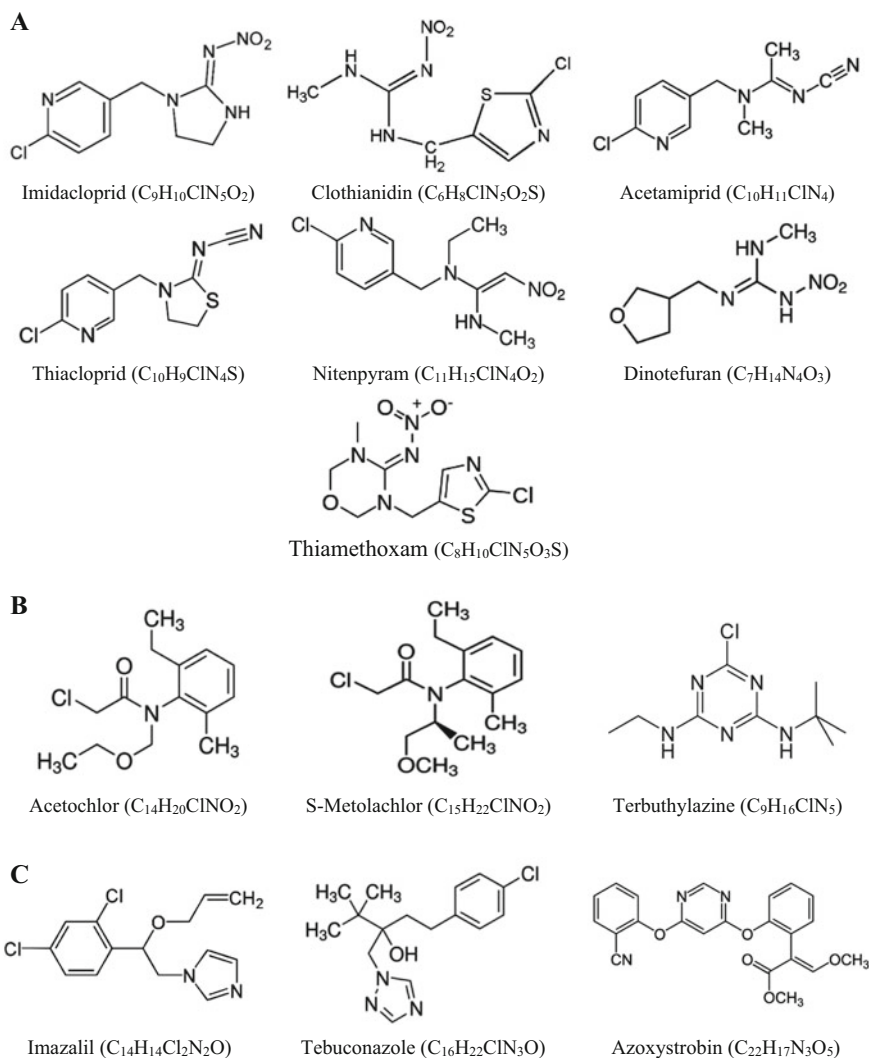 A
NO₂
N
N
N
NH
Cl
H
N
NO₂
N
H₃C
HN
C
H₂
S
N
Cl
CH₃
N
N
N
CH₃
Cl
N
Imidacloprid (C₉H₁₀ClN₅O₂)
Clothianidin (C₆H₈ClN₅O₂S)
Acetamiprid (C₁₀H₁₁ClN₄)
N
N
N
S
Cl
N
Cl
N
CH₃
N
NO₂
HN
CH₃
CH₃
HN
N
N
H
NO₂
O
Thiacloprid (C₁₀H₉ClN₄S)
Nitenpyram (C₁₁H₁₅ClN₄O₂)
Dinotefuran (C₇H₁₄N₄O₃)
O
N
+
O
-
N
N
O
N
N
S
Cl
Thiamethoxam (C₈H₁₀ClN₅O₃S)
B
CH₃
O
Cl
N
CH₃
H₃C
O
CH₃
O
Cl
N
CH₃
CH₃
OCH₃
Cl
N
N
N
N
H
N
H
Acetochlor (C₁₄H₂₀ClNO₂)
S-Metolachlor (C₁₅H₂₂ClNO₂)
Terbuthylazine (C₉H₁₆ClN₅)
C
Cl
CH₂
O
Cl
N
N
Cl
CH₃
H₃C
H₃C
OH
N
N
N
N
N
O
O
CN
O
OCH₃
OCH₃
Imazalil (C₁₄H₁₄Cl₂N₂O)
Tebuconazole (C₁₆H₂₂ClN₃O)
Azoxystrobin (C₂₂H₁₇N₃O₅)